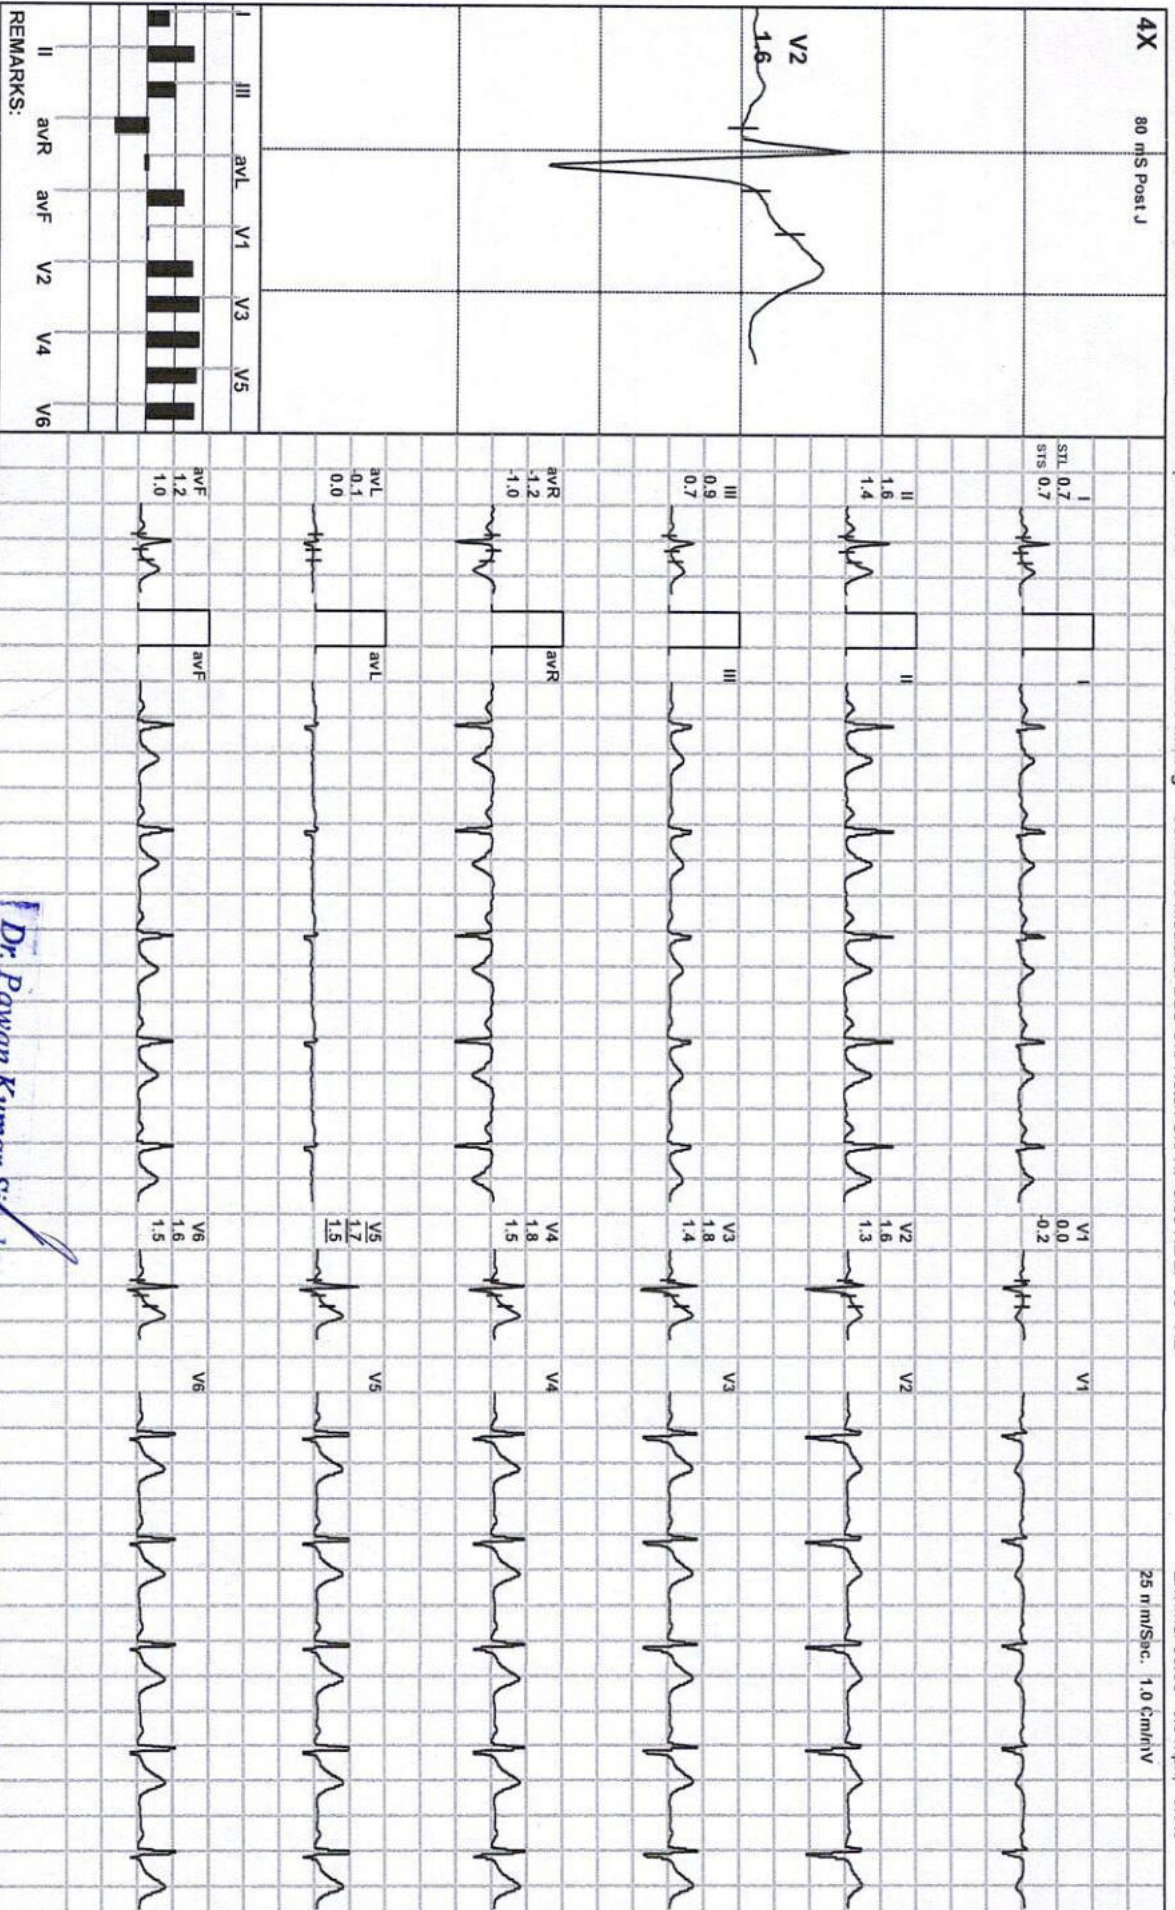 4X
80 mS Post J
V2
1.6
I
II
III
avR
avL
avF
V1
V2
V3
V4
V5
V6
REMARKS:
25 mm/Sec. 1.0 Cm/mV
I
STL 0.7
STS 0.7
I
II
1.6
1.4
II
III
0.9
0.7
III
avR
-1.2
-1.0
avR
avL
-0.1
0.0
avL
avF
1.2
1.0
avF
V1
0.0
-0.2
V1
V2
1.6
1.3
V2
V3
1.8
1.4
V3
V4
1.8
1.5
V4
V5
1.7
1.5
V5
V6
1.6
1.5
V6
Dr. Pawan Kumar